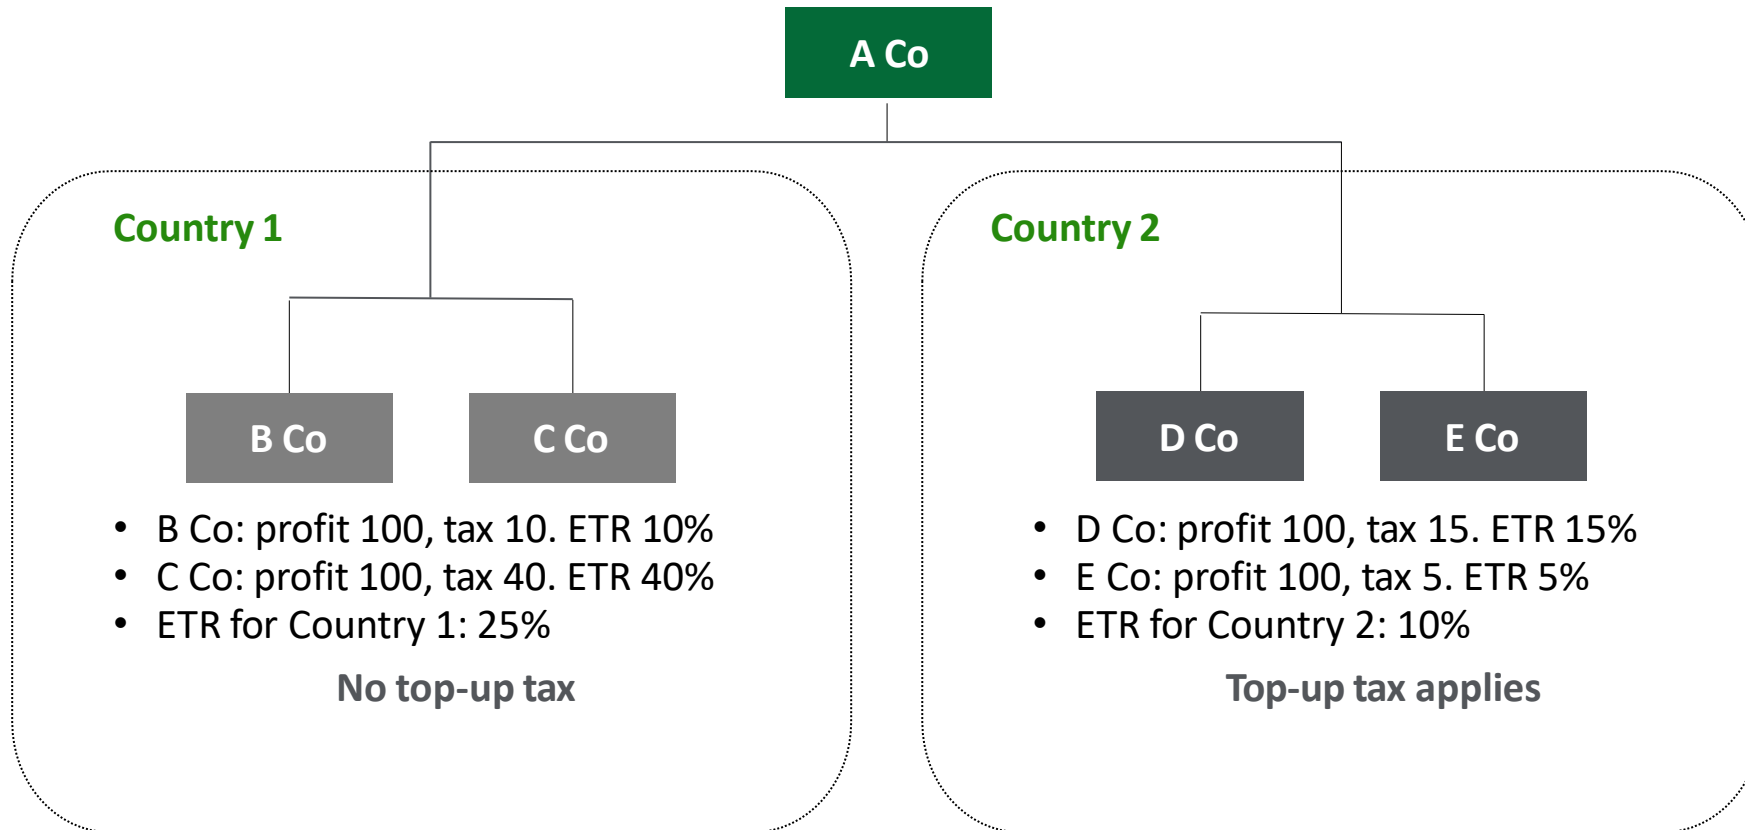 A Co
Country 1
B Co
C Co
• B Co: profit 100, tax 10. ETR 10%
• C Co: profit 100, tax 40. ETR 40%
• ETR for Country 1: 25%
No top-up tax
Country 2
D Co
E Co
• D Co: profit 100, tax 15. ETR 15%
• E Co: profit 100, tax 5. ETR 5%
• ETR for Country 2: 10%
Top-up tax applies